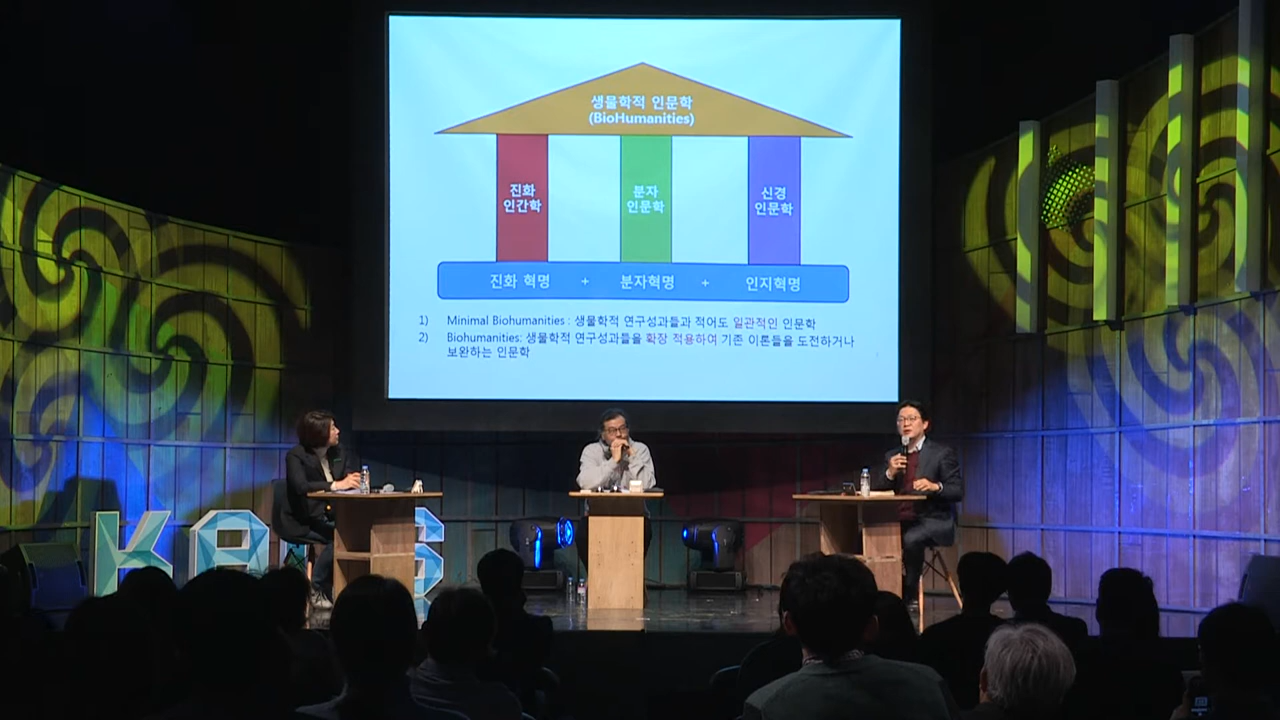 생물학적 인문학
(BioHumanities)
진화
인간학
분자
인문학
신경
인문학
진화 혁명 + 분자혁명 + 인지혁명
1) Minimal Biohumanities : 생물학적 연구성과들과 적어도 일관적인 인문학
2) Biohumanities: 생물학적 연구성과들을 확장 적용하여 기존 이론들을 도전하거나
보완하는 인문학
KAS